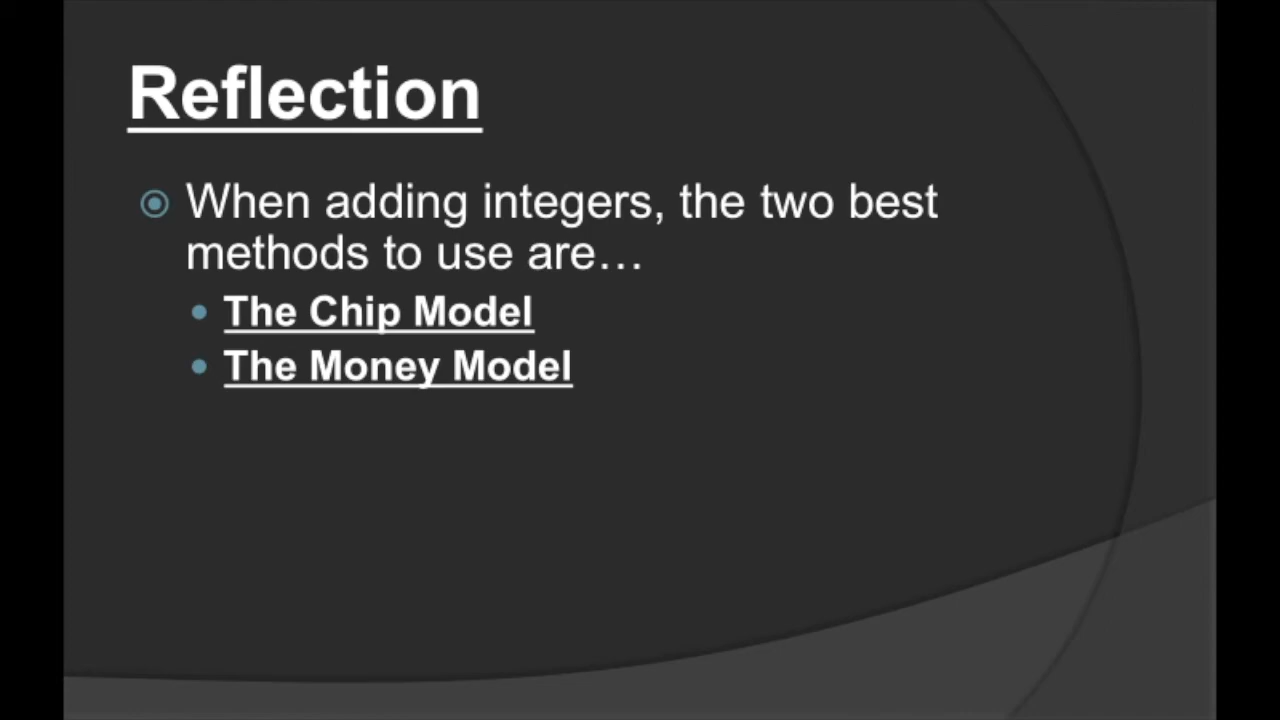 Reflection
When adding integers, the two best
methods to use are…
The Chip Model
The Money Model